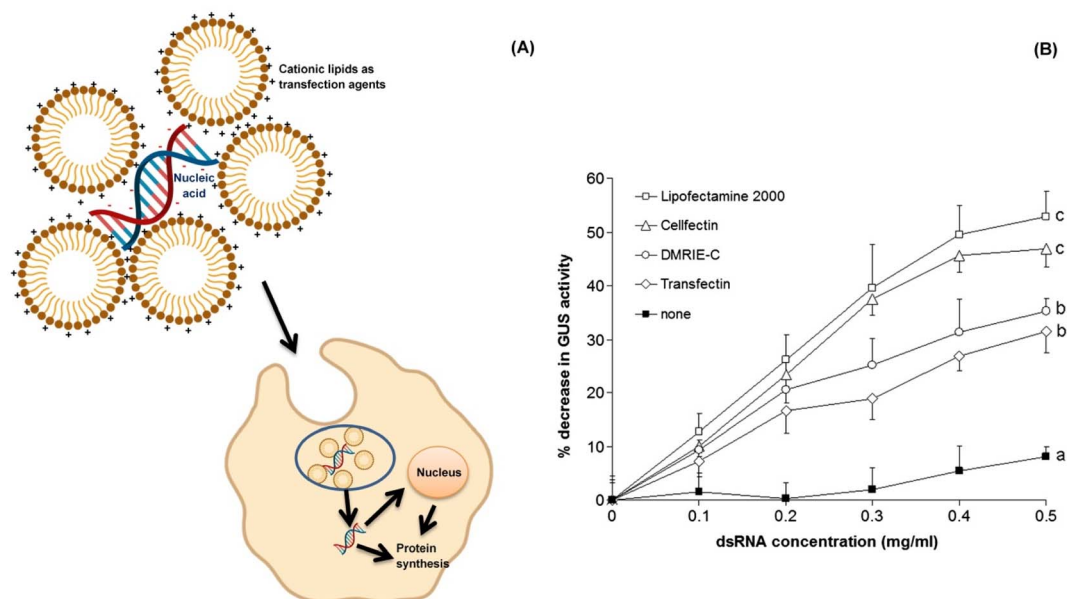 (A)
Cationic lipids as
transfection agents
Nucleic
acid
Nucleus
Protein
synthesis
(B)
% decrease in GUS activity
60
50
40
30
20
10
0
Lipofectamine 2000
Cellfectin
DMRIE-C
Transfectin
none
c
c
b
b
a
0 0.1 0.2 0.3 0.4 0.5
dsRNA concentration (mg/ml)